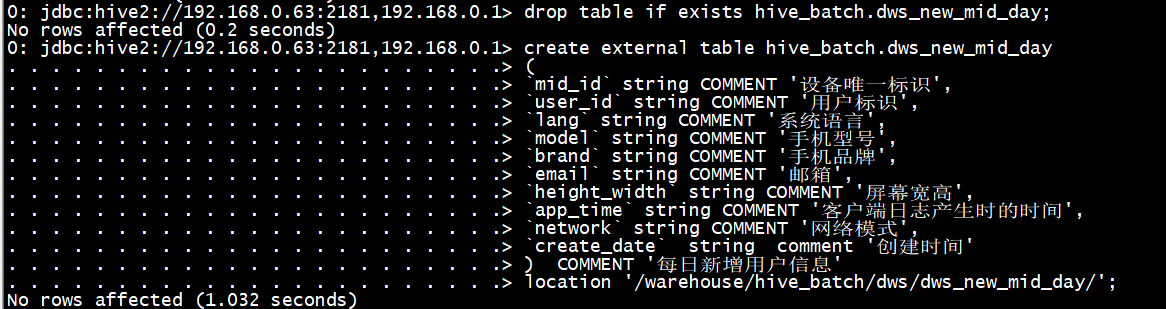 0: jdbc:hive2://192.168.0.63:2181,192.168.0.1> drop table if exists hive_batch.dws_new_mid_day;
No rows affected (0.2 seconds)
0: jdbc:hive2://192.168.0.63:2181,192.168.0.1> create external table hive_batch.dws_new_mid_day
. . . . . . . . . . . . . . . . . . . . . . .> (
. . . . . . . . . . . . . . . . . . . . . . .> `mid_id` string COMMENT '设备唯一标识',
. . . . . . . . . . . . . . . . . . . . . . .> `user_id` string COMMENT '用户标识',
. . . . . . . . . . . . . . . . . . . . . . .> `lang` string COMMENT '系统语言',
. . . . . . . . . . . . . . . . . . . . . . .> `model` string COMMENT '手机型号',
. . . . . . . . . . . . . . . . . . . . . . .> `brand` string COMMENT '手机品牌',
. . . . . . . . . . . . . . . . . . . . . . .> `email` string COMMENT '邮箱',
. . . . . . . . . . . . . . . . . . . . . . .> `height_width` string COMMENT '屏幕宽高',
. . . . . . . . . . . . . . . . . . . . . . .> `app_time` string COMMENT '客户端日志产生时的时间',
. . . . . . . . . . . . . . . . . . . . . . .> `network` string COMMENT '网络模式',
. . . . . . . . . . . . . . . . . . . . . . .> `create_date`  string  comment '创建时间'
. . . . . . . . . . . . . . . . . . . . . . .> )  COMMENT '每日新增用户信息'
. . . . . . . . . . . . . . . . . . . . . . .> location '/warehouse/hive_batch/dws/dws_new_mid_day/';
No rows affected (1.032 seconds)